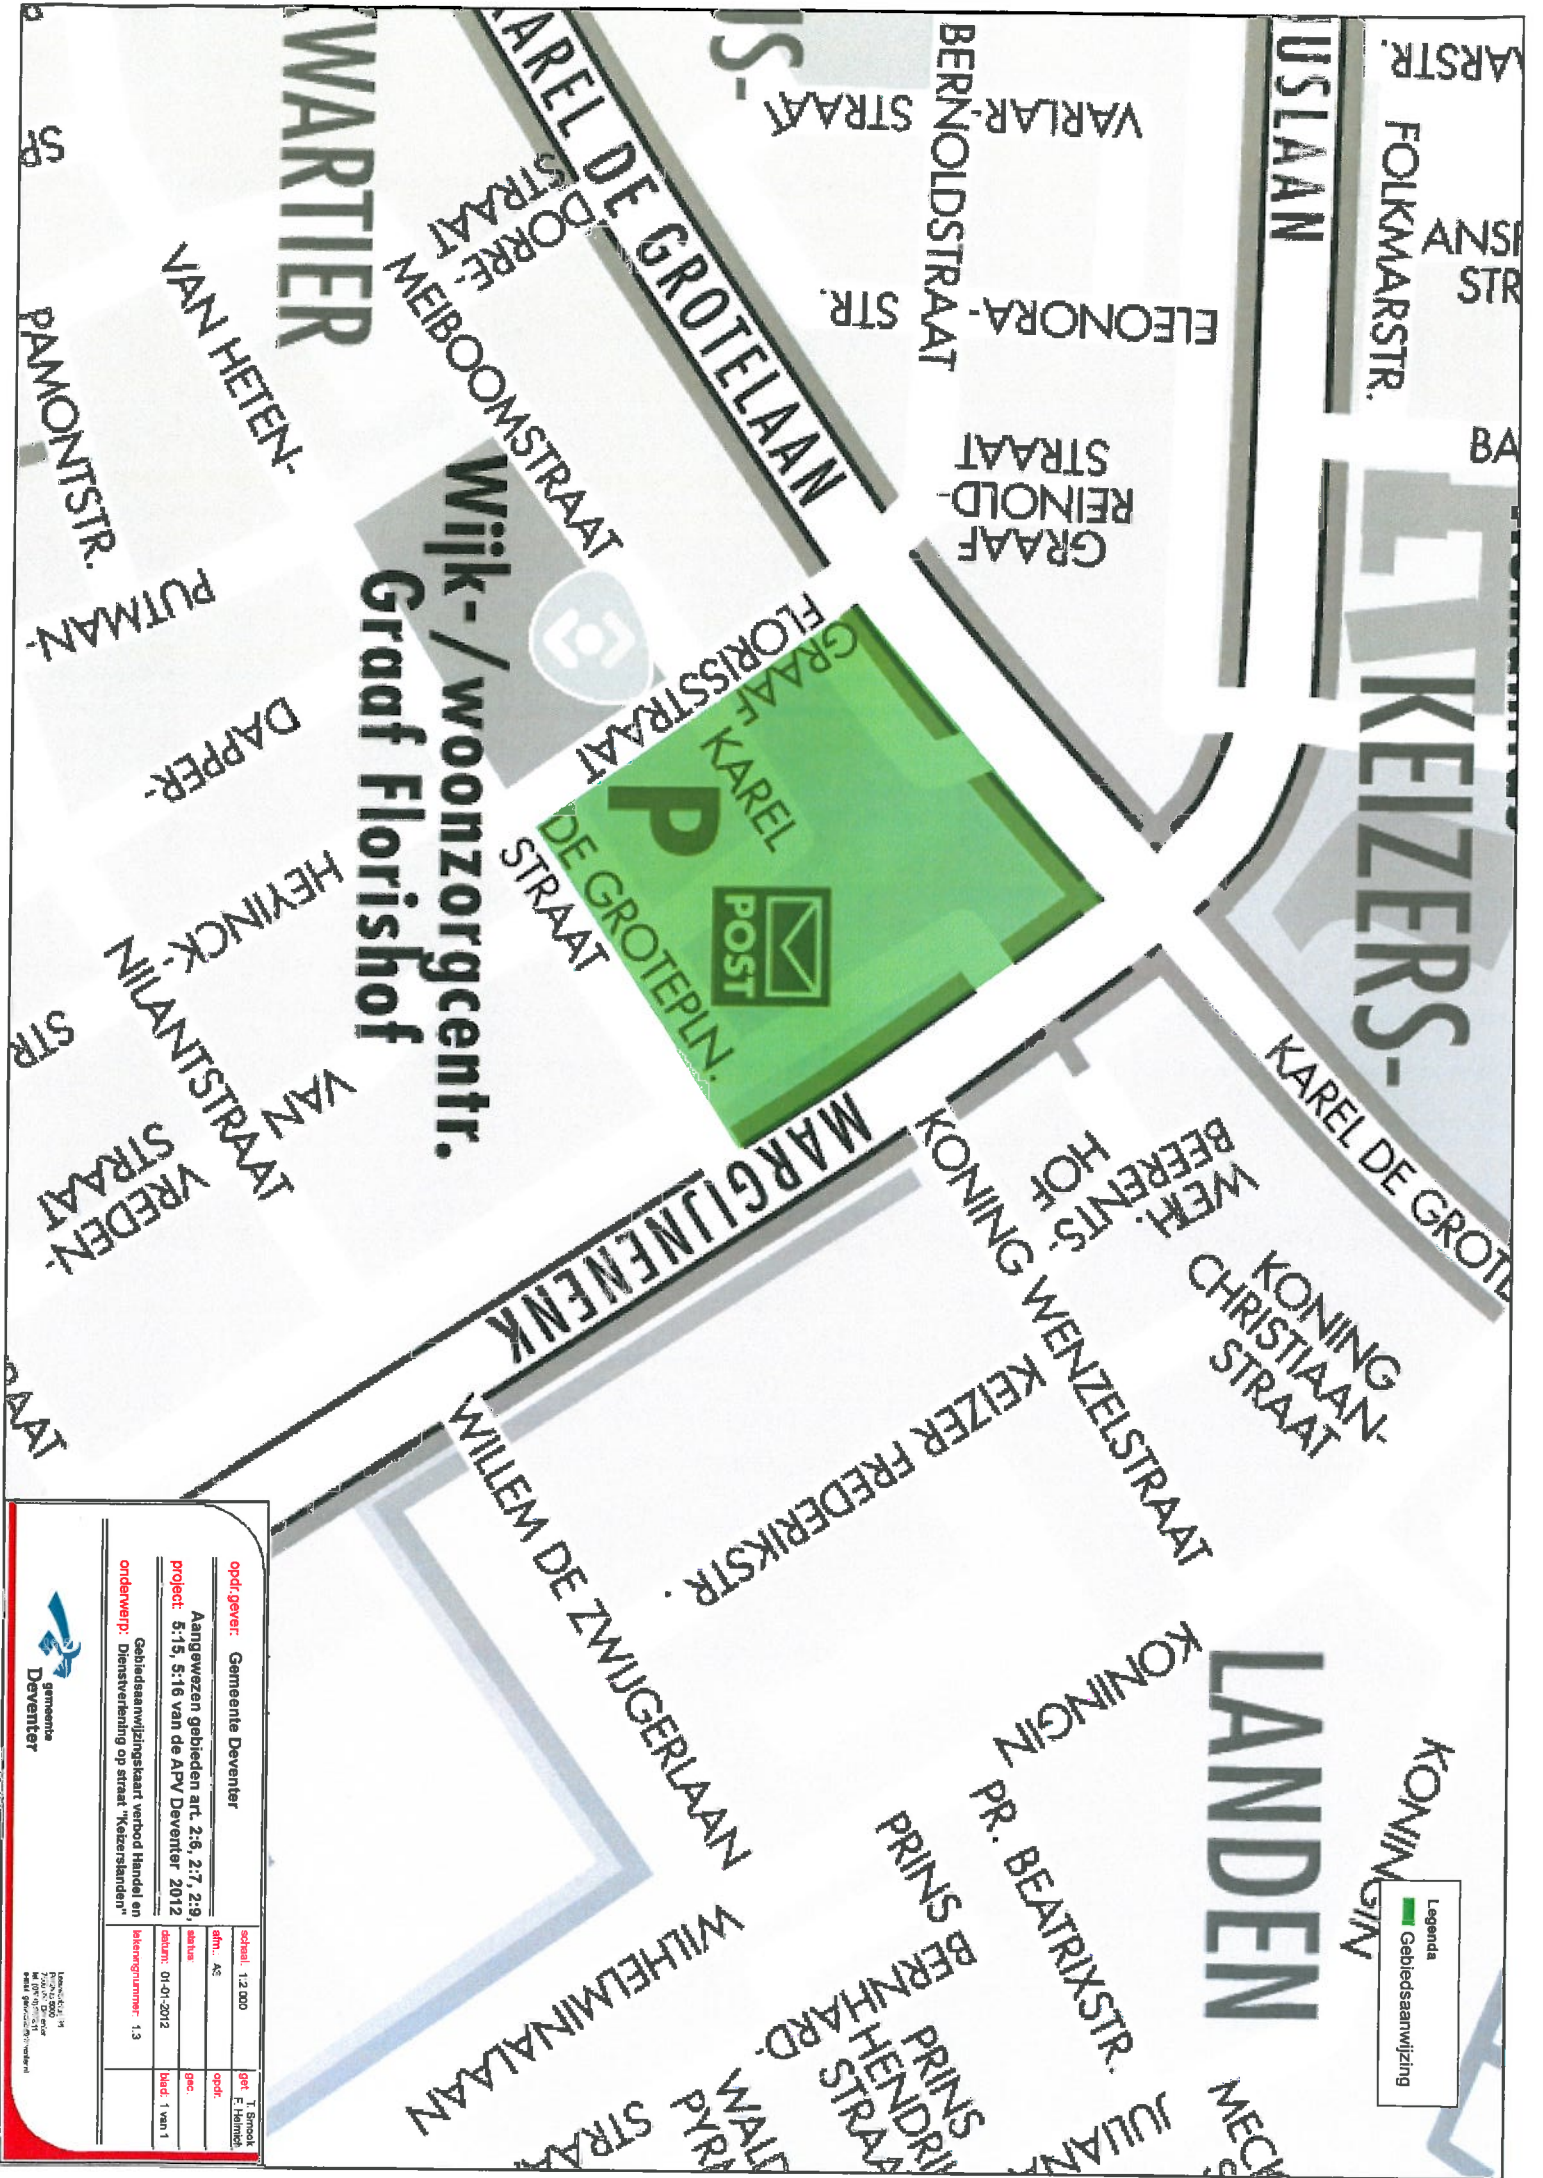 USLAAN
FOLKMARSTR.
BERNOLDSTRAAT
VARLAR-
STRAAT
ELEONORA-
STR.
GRAAF
REINOLD-
STRAAT
KEIZERS-
LANDEN
KAREL DE GROTELAAN
WARTIER
DORRE-
STRAAT
MEIBOOMSTRAAT
VAN HETEN-
PAMONTSTR.
PUTMAN-
DAPPER-
HEYINCK-
STR
NILANTSTRAAT
VAN
VREDEN-
STRAAT
Wijk- / woonzorgcentr.
Graaf Florishof
GRAAF
FLORISSTRAAT
KAREL
DE GROTEPLN.
P
POST
STRAAT
MARGIJNENENK
KAREL DE GROTE
WETH.
BEERENTS-
HOF
KONING
CHRISTIAAN-
STRAAT
KONING WENZELSTRAAT
KEIZER FREDERIKSTR.
WILLEM DE ZWIJGERLAAN
KONINGIN
WILHELMINALAAN
PR. BEATRIXSTR.
PRINS
BERNHARD-
PRINS
KONINGIN
JULIANA
Legenda
Gebiedsaanwijzing
opdr.gever: Gemeente Deventer
project: Aangewezen gebieden art. 2:6, 2:7, 2:9,
5:15, 5:16 van de APV Deventer 2012
onderwerp: Gebiedsaanwijzingskaart verbod Handel en
Dienstverlening op straat "Keizerslanden"
schaal. 1:2 000
get T. Smook
F. Helmich
afm.. A3
opdr.
status
gec.
datum: 01-01-2012
blad: 1 van 1
tekeningnummer: 1.3
gemeente
Deventer